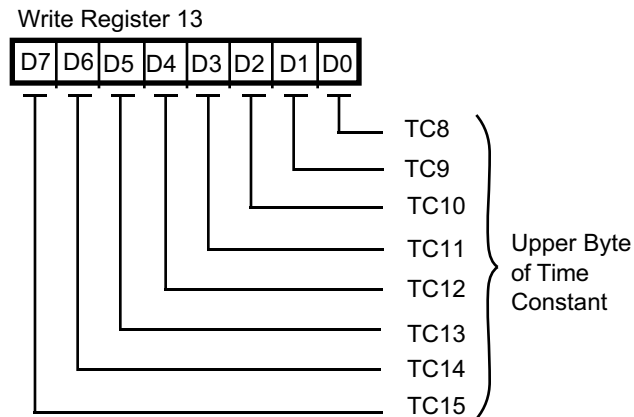 Write Register 13
D7 D6 D5 D4 D3 D2 D1 D0
TC8
TC9
TC10
TC11
TC12
TC13
TC14
TC15
Upper Byte
of Time
Constant